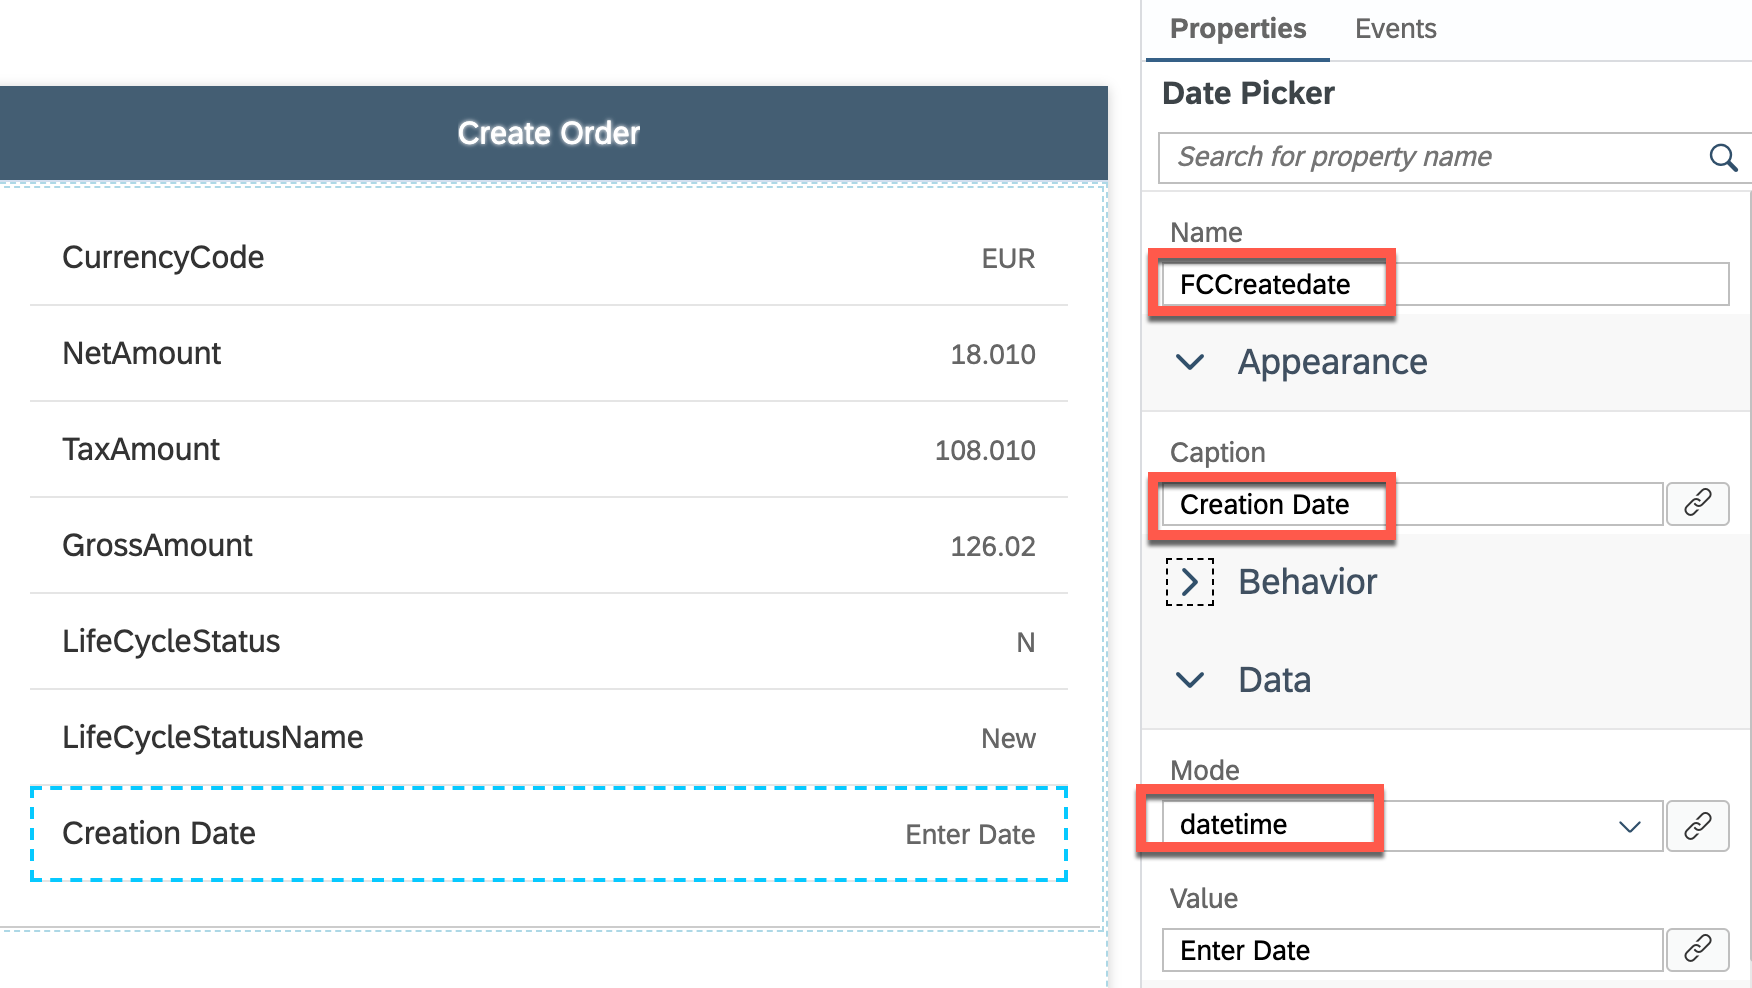 Create Order
CurrencyCode EUR
NetAmount 18.010
TaxAmount 108.010
GrossAmount 126.02
LifeCycleStatus N
LifeCycleStatusName New
Creation Date Enter Date
Properties Events
Date Picker
Search for property name
Name
FCCreatedate
Appearance
Caption
Creation Date
Behavior
Data
Mode
datetime
Value
Enter Date